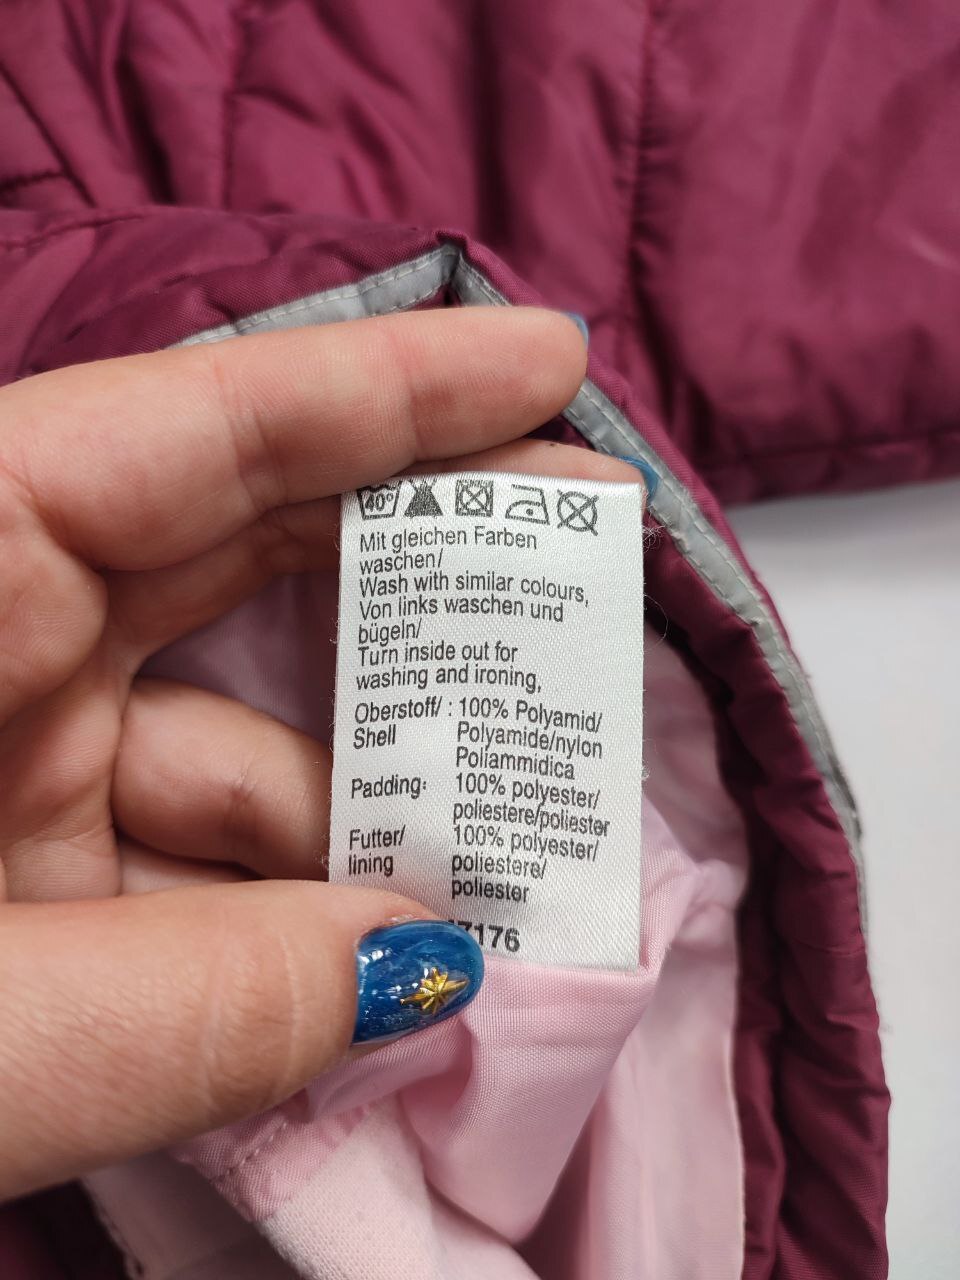 40°
Mit gleichen Farben
waschen/
Wash with similar colours,
Von links waschen und
bügeln/
Turn inside out for
washing and ironing,
Oberstoff/ : 100% Polyamid/
Shell Polyamide/nylon
Poliammidica
Padding: 100% polyester/
poliestere/poliester
Futter/ 100% polyester/
lining poliestere/
poliester